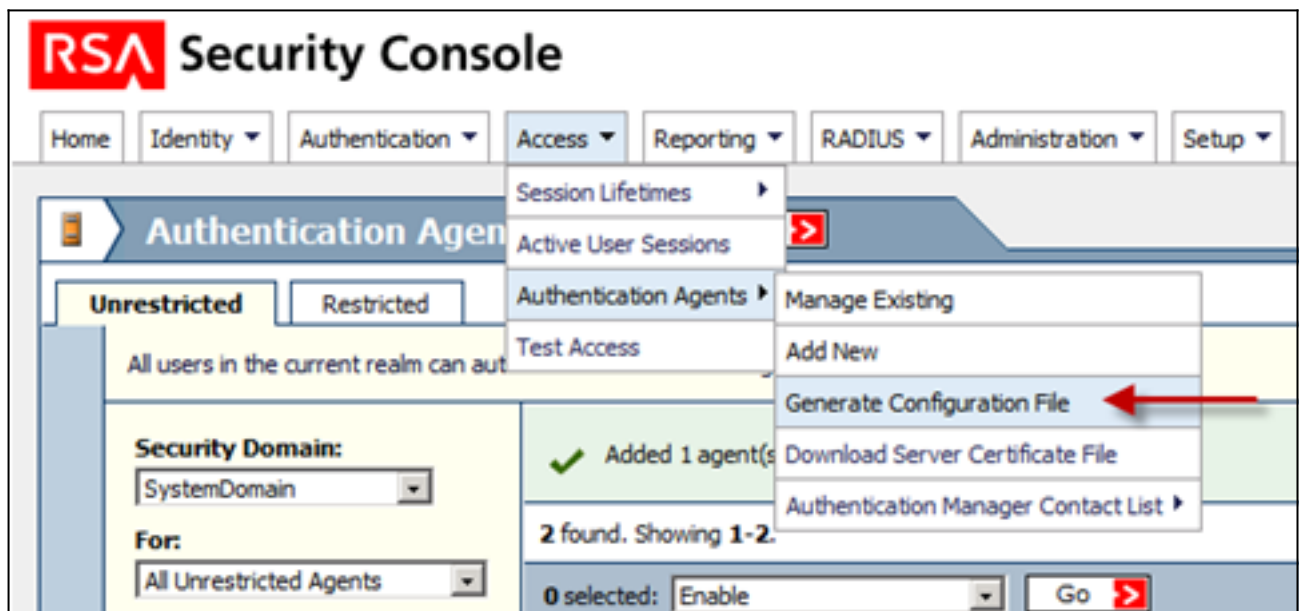 RSA Security Console
Home Identity Authentication Access Reporting RADIUS Administration Setup
Session Lifetimes
Authentication Agen
Active User Sessions
Unrestricted Restricted
Authentication Agents
Manage Existing
Test Access
Add New
All users in the current realm can aut
Generate Configuration File
Security Domain:
Added 1 agent(s
Download Server Certificate File
SystemDomain
Authentication Manager Contact List
For:
2 found. Showing 1-2.
All Unrestricted Agents
0 selected: Enable Go